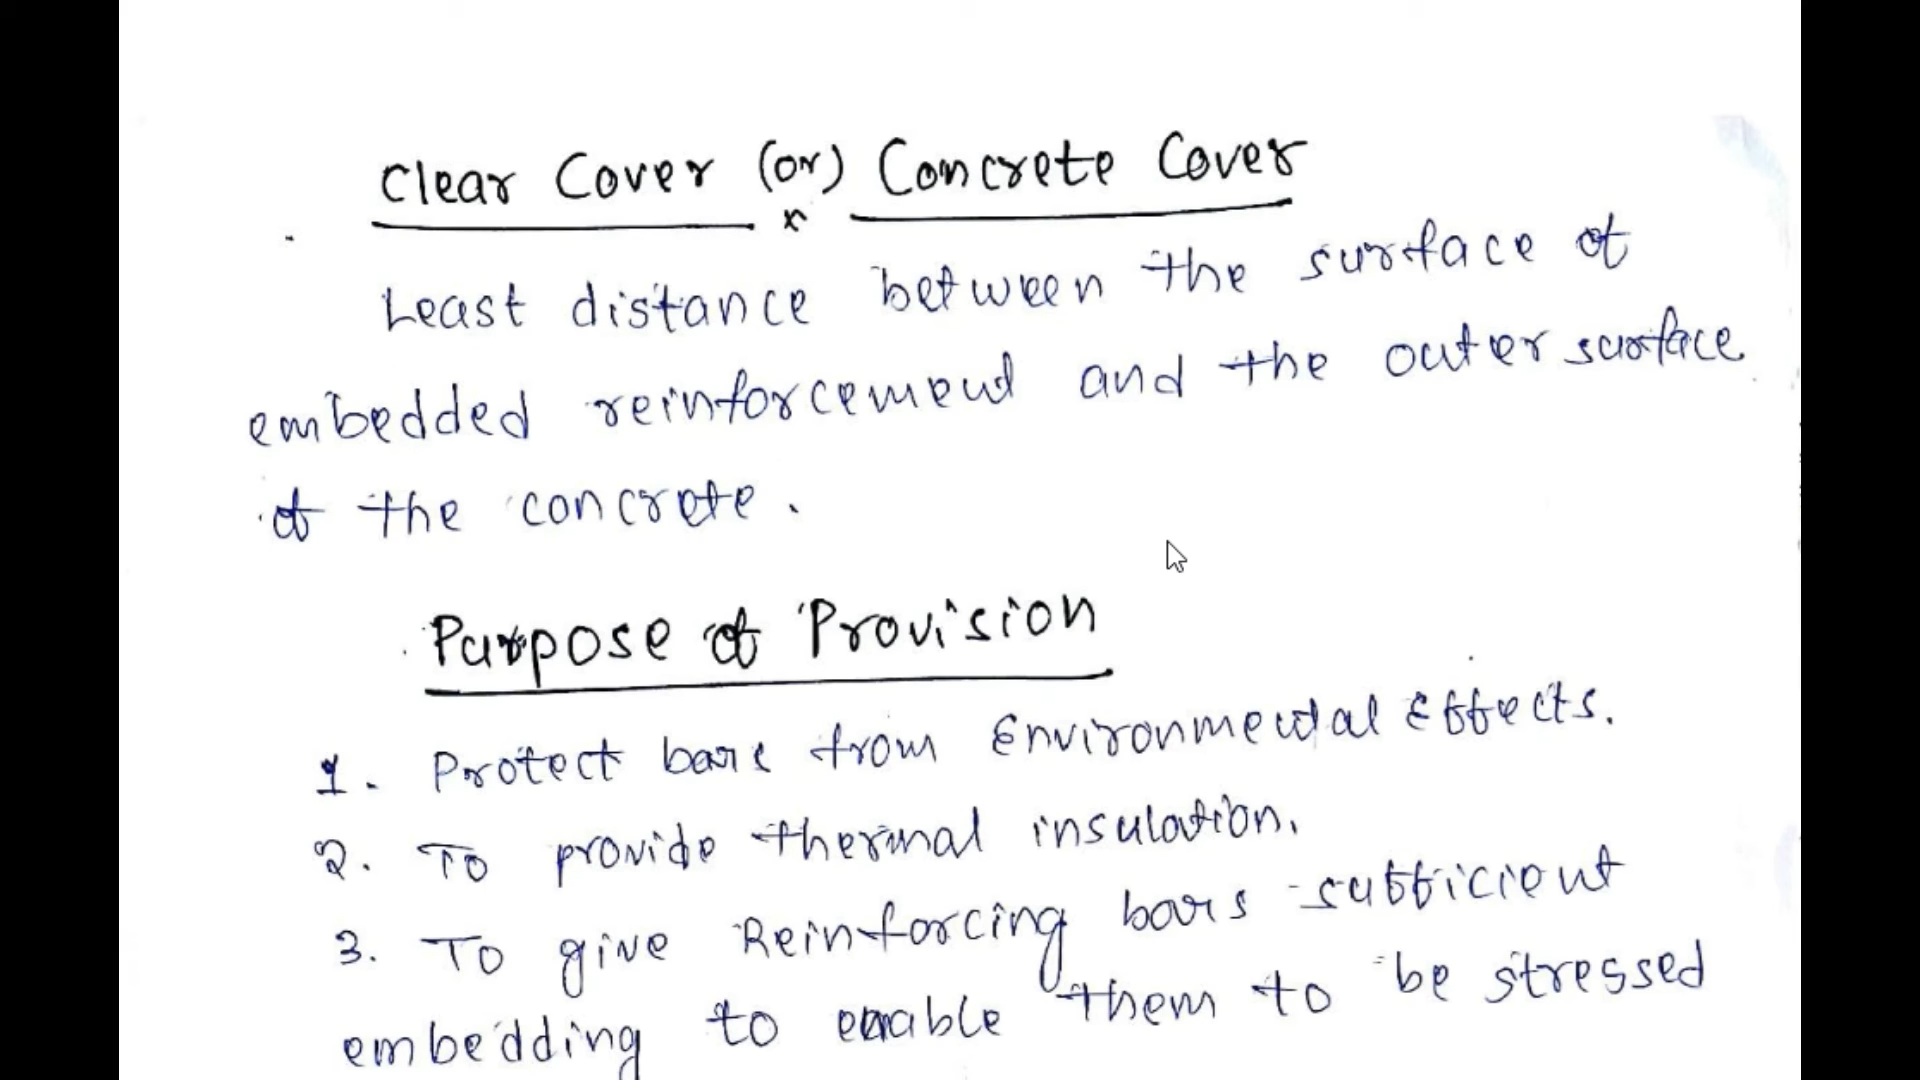 Clear Cover (or) Concrete Cover
x
Least distance between the surface of
embedded reinforcement and the outer surface
of the concrete.
Purpose of Provision
1. Protect bars from Environmental Effects.
2. To provide thermal insulation.
3. To give Reinforcing bars sufficient
embedding to enable them to be stressed